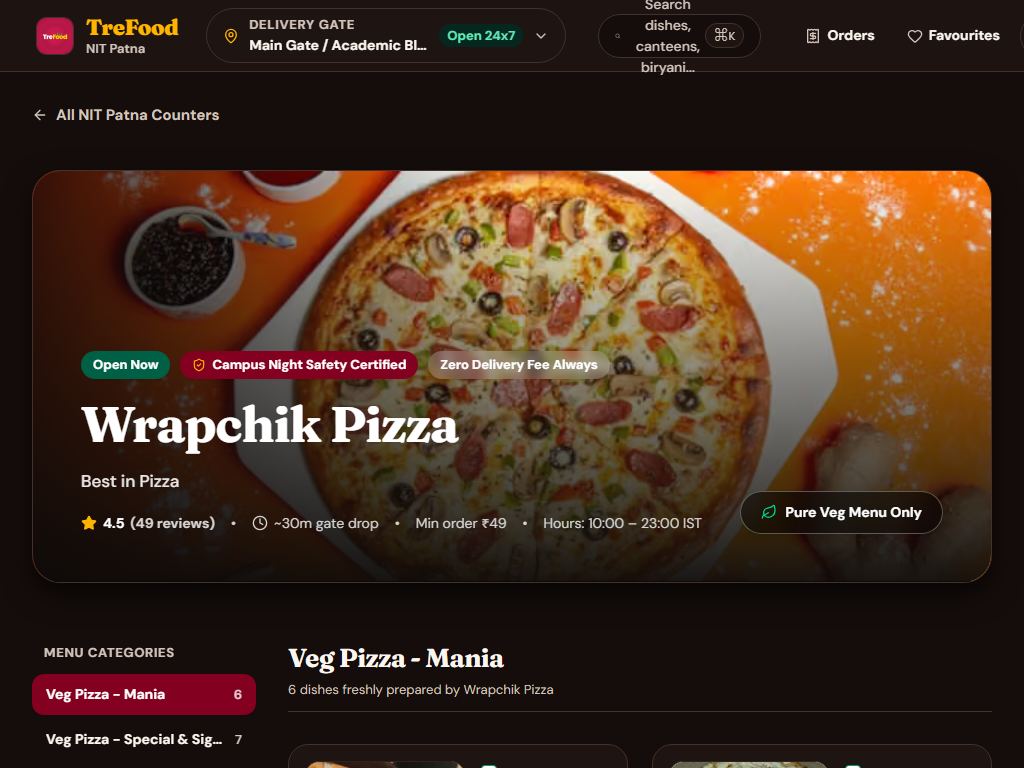 TreFood
TreFood
NIT Patna
DELIVERY GATE
Main Gate / Academic Bl...
Open 24x7
Search
dishes,
canteens,
biryani...
⌘K
Orders
Favourites
All NIT Patna Counters
Open Now
Campus Night Safety Certified
Zero Delivery Fee Always
Wrapchik Pizza
Best in Pizza
4.5 (49 reviews) • ~30m gate drop • Min order ₹49 • Hours: 10:00 – 23:00 IST
Pure Veg Menu Only
MENU CATEGORIES
Veg Pizza - Mania 6
Veg Pizza - Special & Sig... 7
Veg Pizza - Mania
6 dishes freshly prepared by Wrapchik Pizza